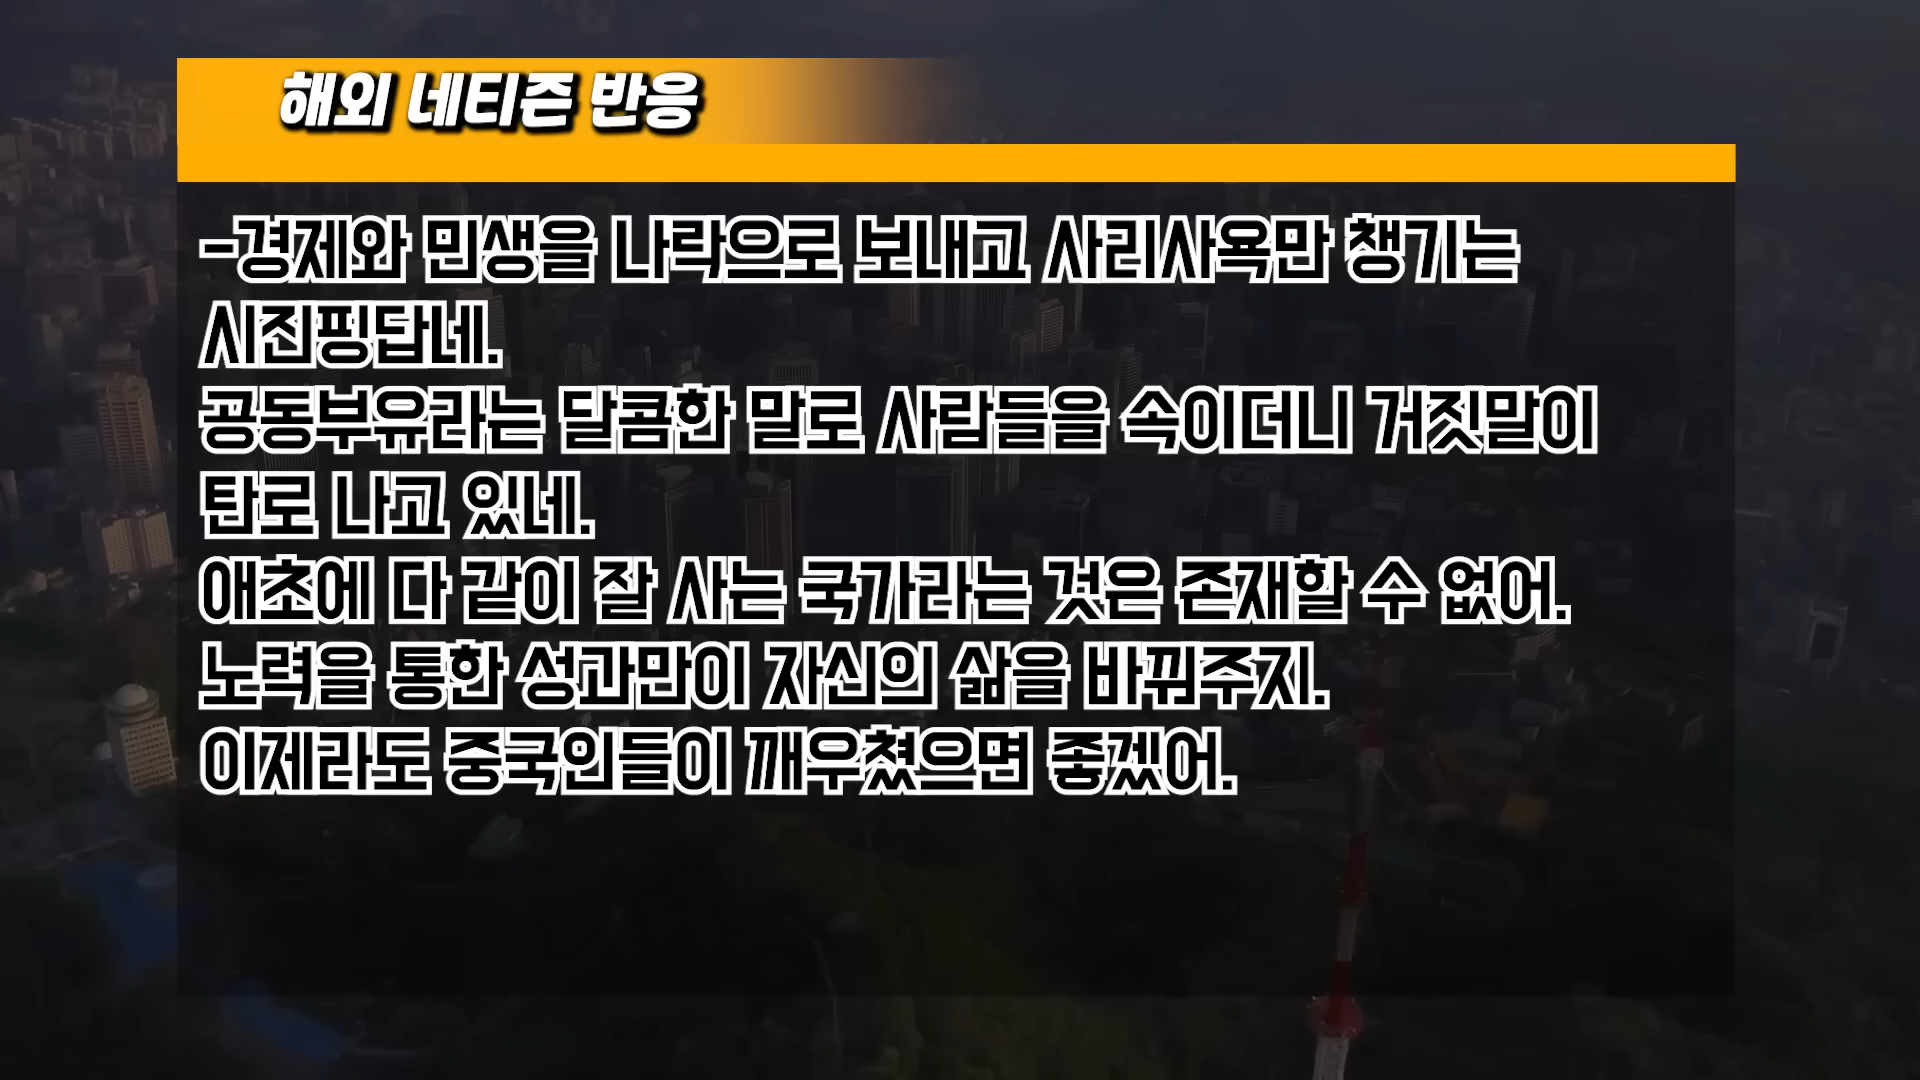 해외 네티즌 반응
-경제와 민생을 나락으로 보내고 사리사욕만 챙기는
시진핑답네.
공동부유라는 달콤한 말로 사람들을 속이더니 거짓말이
탄로 나고 있네.
애초에 다 같이 잘 사는 국가라는 것은 존재할 수 없어.
노력을 통한 성과만이 자신의 삶을 바꿔주지.
이제라도 중국인들이 깨우쳤으면 좋겠어.